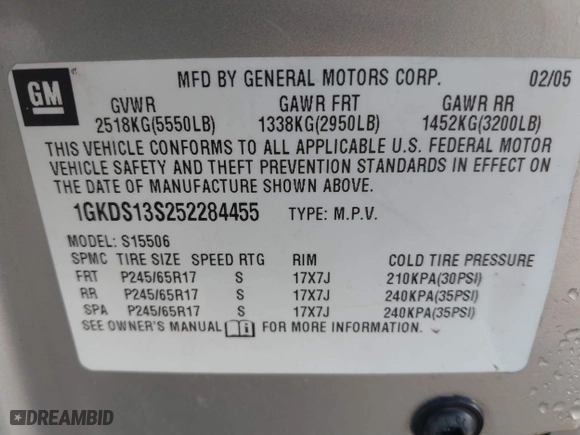 GM
MFD BY GENERAL MOTORS CORP. 02/05
GVWR GAWR FRT GAWR RR
2518KG(5550LB) 1338KG(2950LB) 1452KG(3200LB)
THIS VEHICLE CONFORMS TO ALL APPLICABLE U.S. FEDERAL MOTOR
VEHICLE SAFETY AND THEFT PREVENTION STANDARDS IN EFFECT ON
THE DATE OF MANUFACTURE SHOWN ABOVE.
1GKDS13S252284455 TYPE: M.P.V.
MODEL: S15506
SPMC TIRE SIZE SPEED RTG RIM COLD TIRE PRESSURE
FRT P245/65R17 S 17X7J 210KPA(30PSI)
RR P245/65R17 S 17X7J 240KPA(35PSI)
SPA P245/65R17 S 17X7J 240KPA(35PSI)
SEE OWNER'S MANUAL i FOR MORE INFORMATION.
DREAMBID